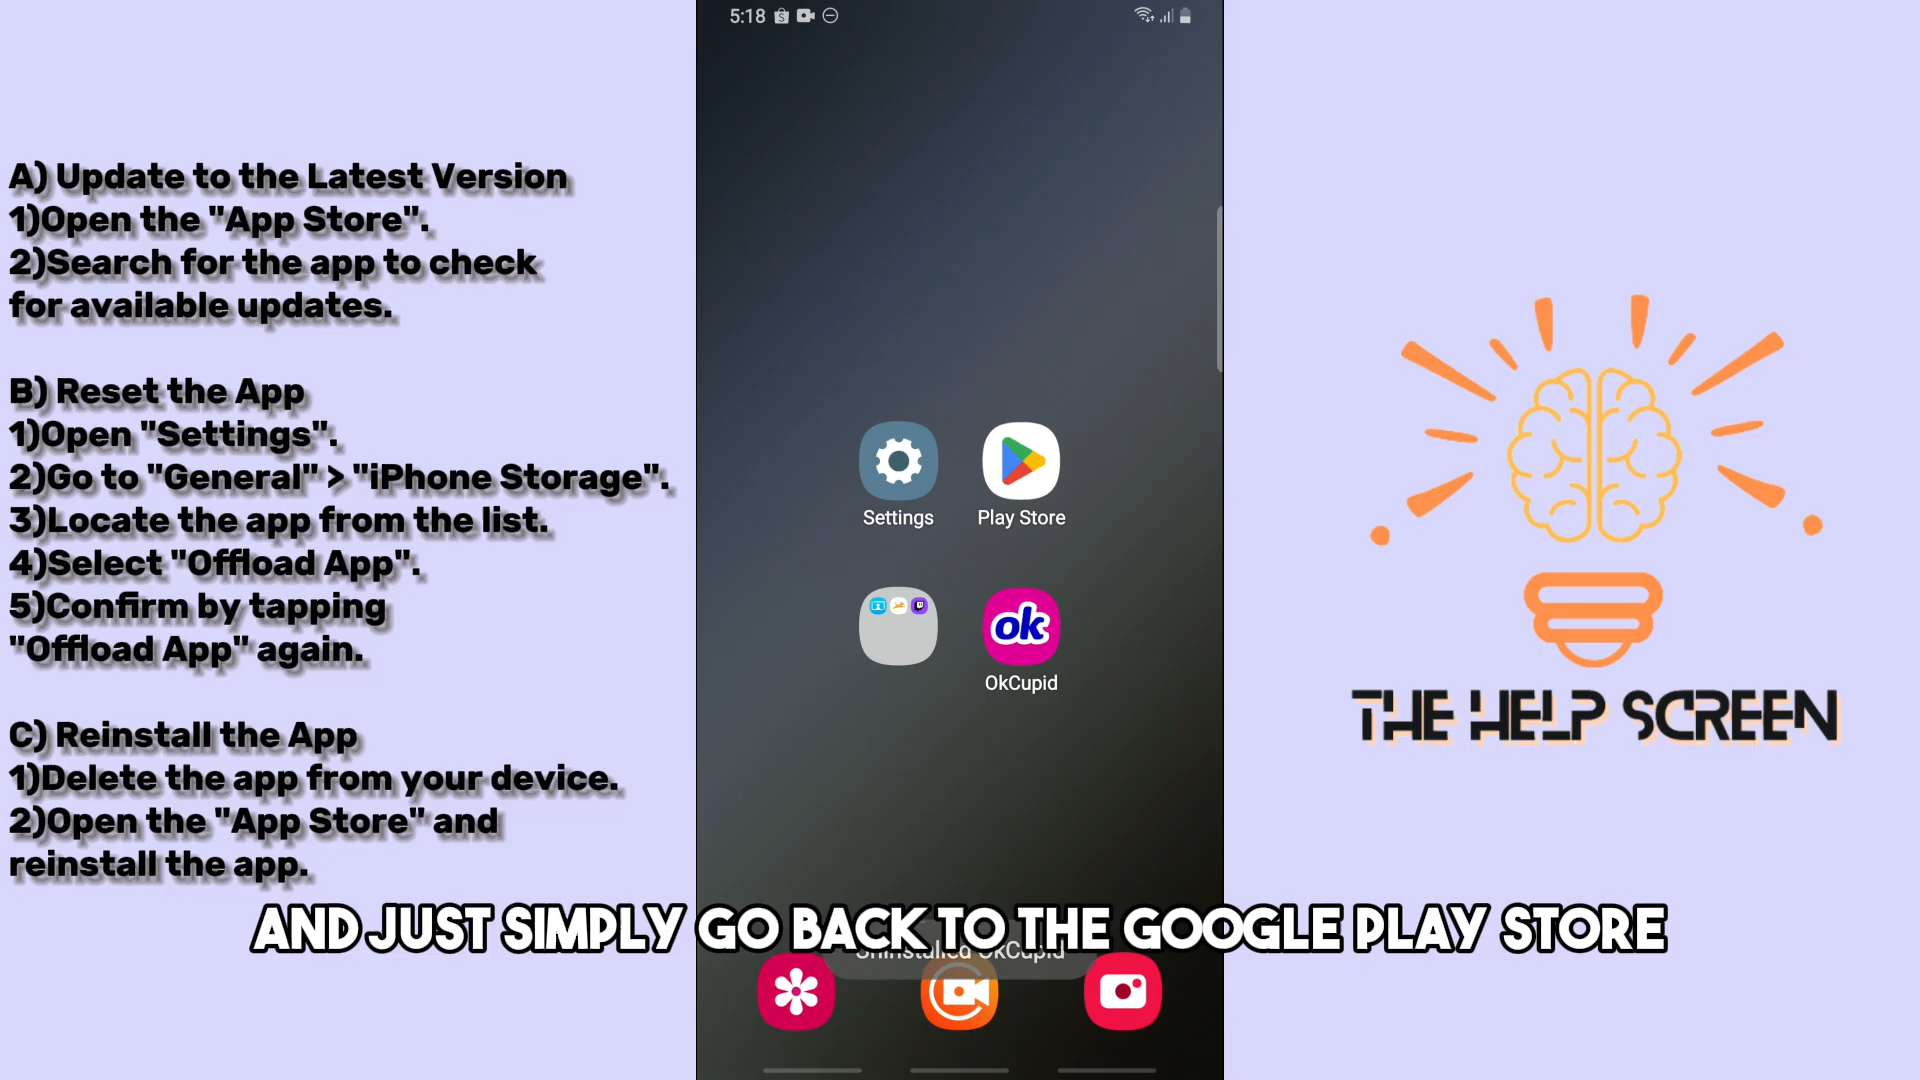 5:18
A) Update to the Latest Version
1)Open the "App Store".
2)Search for the app to check
for available updates.
B) Reset the App
1)Open "Settings".
2)Go to "General" > "iPhone Storage".
3)Locate the app from the list.
4)Select "Offload App".
5)Confirm by tapping
"Offload App" again.
C) Reinstall the App
1)Delete the app from your device.
2)Open the "App Store" and
reinstall the app.
Settings
Play Store
ok
OkCupid
THE HELP SCREEN
AND JUST SIMPLY GO BACK TO THE GOOGLE PLAY STORE
Uninstalled OkCupid